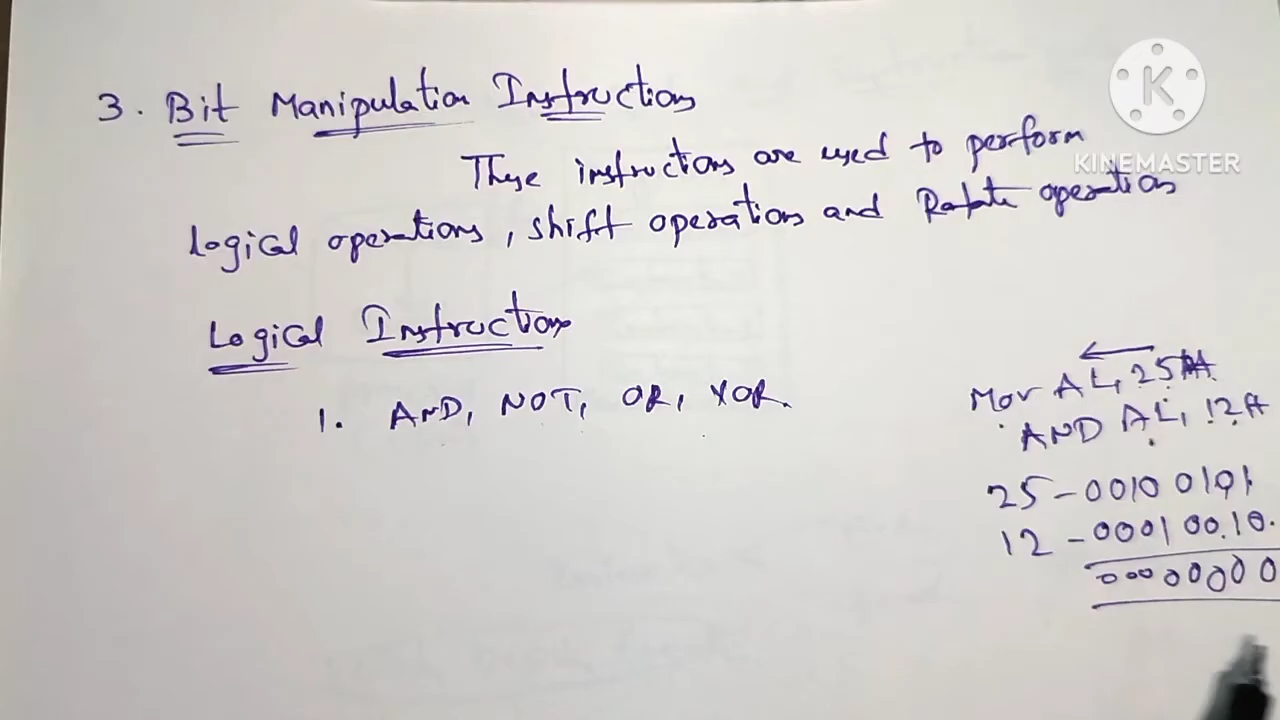 3. Bit Manipulation Instructions
These instructions are used to perform
logical operations, shift operations and Rotate operations
Logical Instructions
1. AND, NOT, OR, XOR.
MOV AL, 25H
AND AL, 12H
25 - 0010 0101
12 - 0001 0010.
0000 0000
K
KINEMASTER